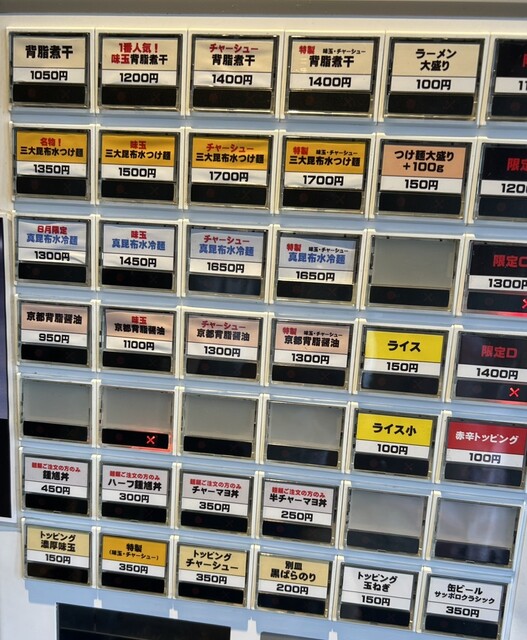 背脂煮干
1050円
1番人気!
味玉背脂煮干
1200円
チャーシュー
背脂煮干
1400円
特製 味玉・チャーシュー
背脂煮干
1400円
ラーメン
大盛り
100円
名物!
三大昆布水つけ麺
1350円
味玉
三大昆布水つけ麺
1500円
チャーシュー
三大昆布水つけ麺
1700円
特製 味玉・チャーシュー
三大昆布水つけ麺
1700円
つけ麺大盛り
+100g
150円
限定
1200
8月限定
真昆布水冷麺
1300円
味玉
真昆布水冷麺
1450円
チャーシュー
真昆布水冷麺
1650円
特製 味玉・チャーシュー
真昆布水冷麺
1650円
限定
1300円
京都背脂醤油
950円
味玉
京都背脂醤油
1100円
チャーシュー
京都背脂醤油
1300円
特製 味玉・チャーシュー
京都背脂醤油
1300円
ライス
150円
限定D
1400円
ライス小
100円
赤辛トッピング
100円
麺類ご注文の方のみ
鍾馗丼
450円
麺類ご注文の方のみ
ハーフ鍾馗丼
300円
麺類ご注文の方のみ
チャーマヨ丼
350円
麺類ご注文の方のみ
半チャーマヨ丼
250円
トッピング
濃厚味玉
150円
特製
(味玉・チャーシュー)
350円
トッピング
チャーシュー
350円
別皿
黒ばらのり
200円
トッピング
玉ねぎ
150円
缶ビール
サッポロクラシック
350円